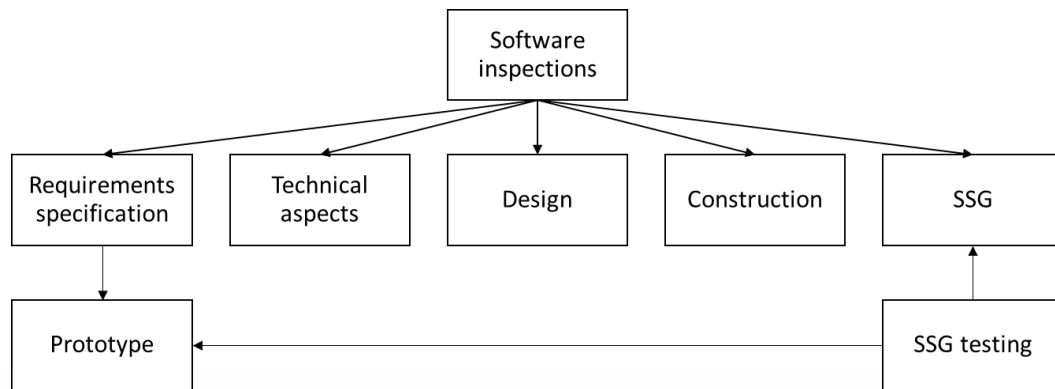 Software
inspections
Requirements
specification
Technical
aspects
Design
Construction
SSG
Prototype
SSG testing